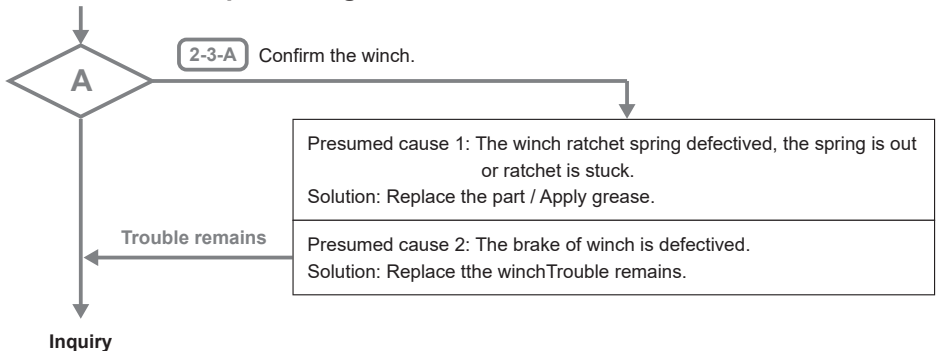 2-3-A Confirm the winch.
A
Presumed cause 1: The winch ratchet spring defectived, the spring is out
or ratchet is stuck.
Solution: Replace the part / Apply grease.
Trouble remains
Presumed cause 2: The brake of winch is defectived.
Solution: Replace tthe winchTrouble remains.
Inquiry